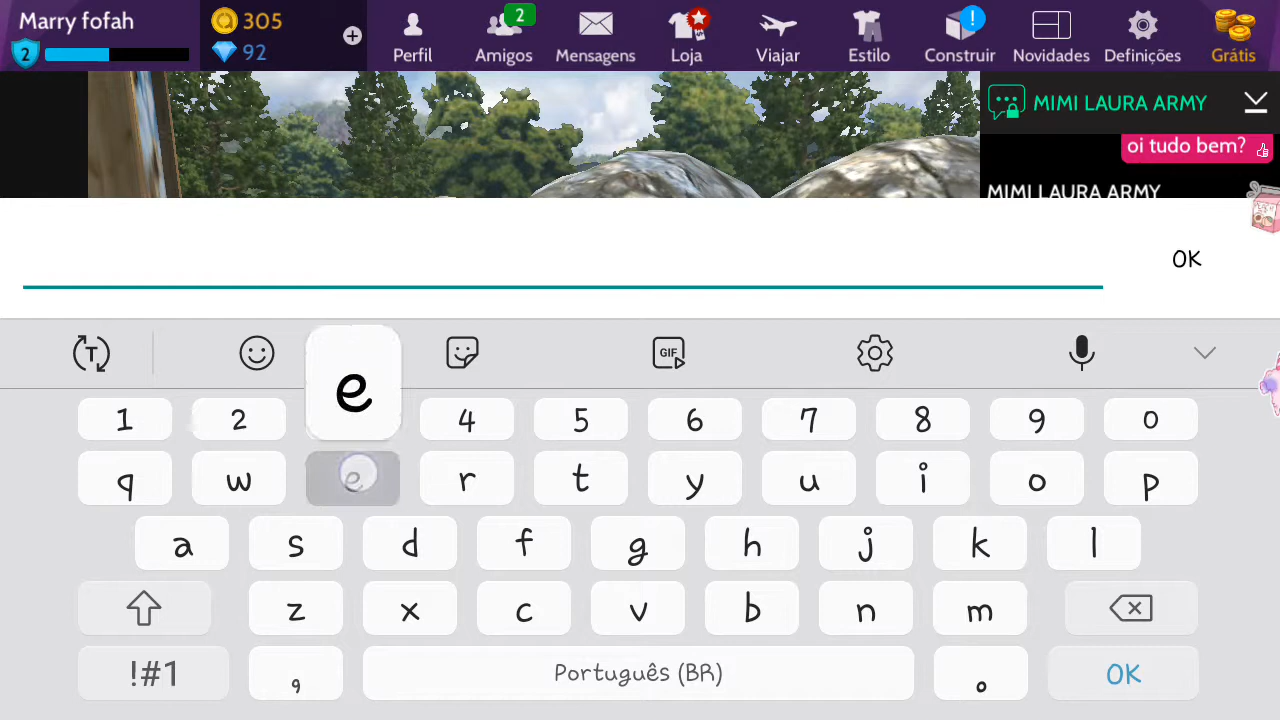 Marry fofah
2
305
92
Perfil
2
Amigos
Mensagens
Loja
Viajar
Estilo
!
Construir
Novidades
Definições
Grátis
MIMI LAURA ARMY
oi tudo bem?
MIMI LAURA ARMY
OK
T
GIF
e
1 2 4 5 6 7 8 9 0
q w e r t y u i o p
a s d f g h j k l
z x c v b n m
!#1 , Português (BR) . OK